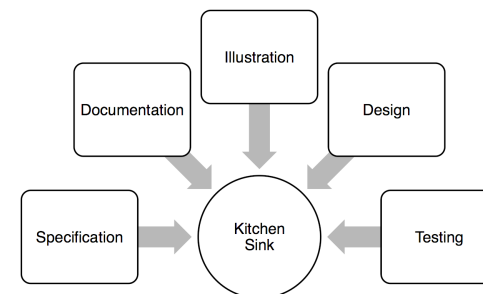 Illustration
Documentation
Design
Specification
Kitchen
Sink
Testing